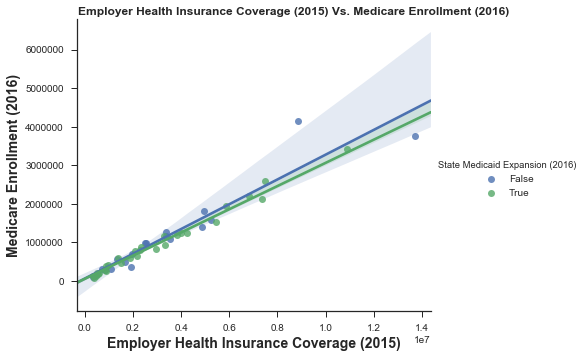 Employer Health Insurance Coverage (2015) Vs. Medicare Enrollment (2016)
6000000
5000000
4000000
3000000
2000000
1000000
0
Medicare Enrollment (2016)
State Medicaid Expansion (2016)
False
True
0.0 0.2 0.4 0.6 0.8 1.0 1.2 1.4
1e7
Employer Health Insurance Coverage (2015)